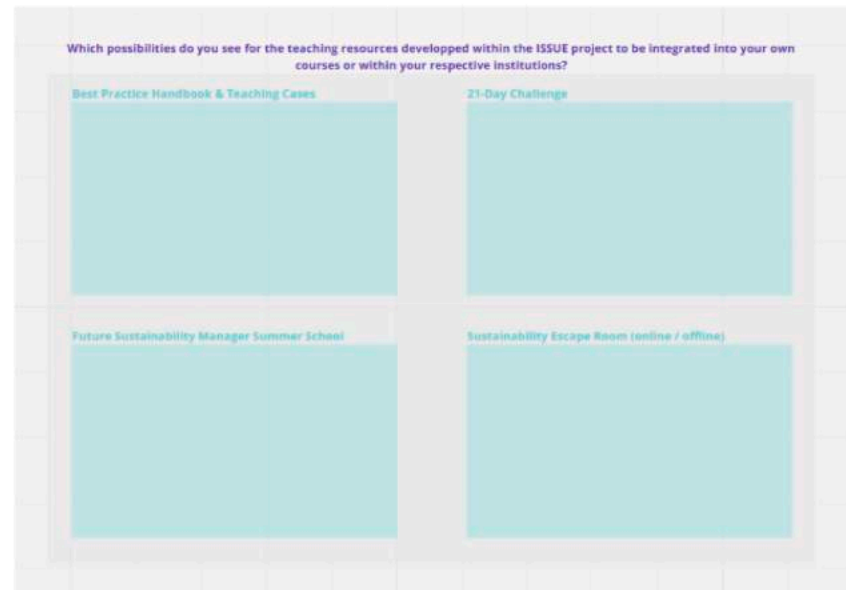 Which possibilities do you see for the teaching resources developped within the ISSUE project to be integrated into your own
courses or within your respective institutions?
Best Practice Handbook & Teaching Cases
21-Day Challenge
Future Sustainability Manager Summer School
Sustainability Escape Room (online / offline)